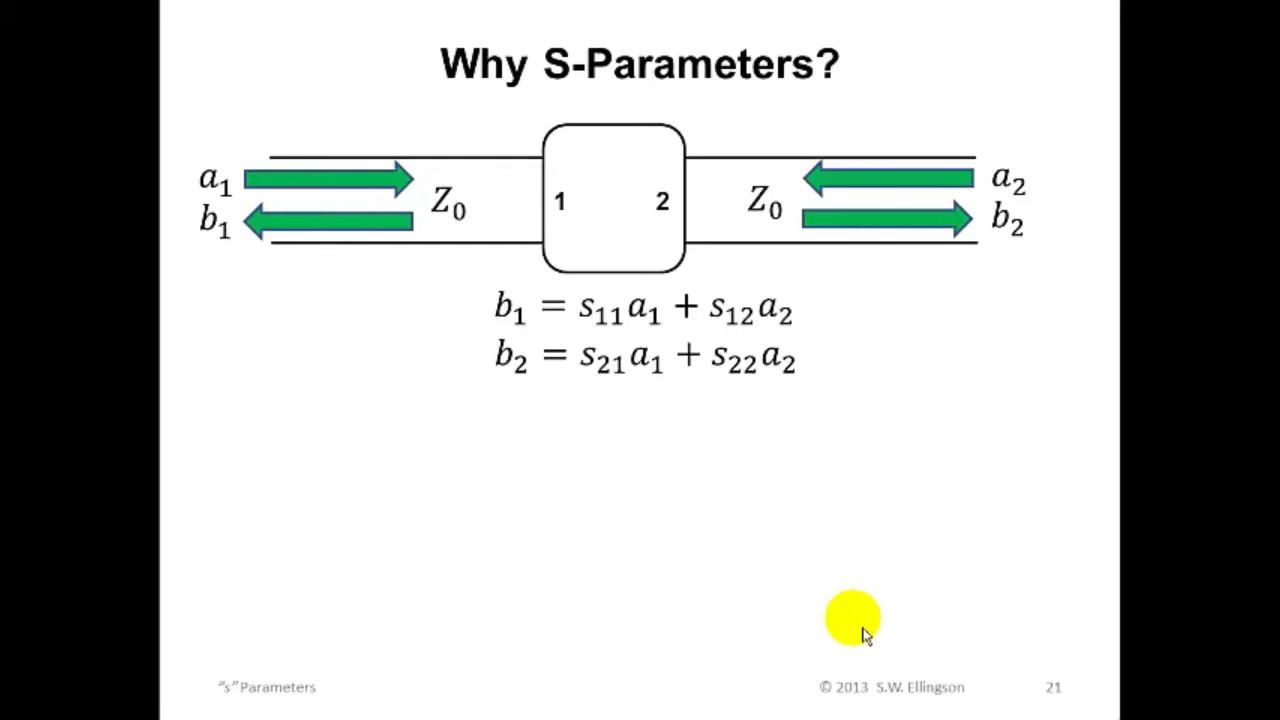 Why S-Parameters?
a₁ Z₀ 1 2 Z₀ a₂
b₁ b₂
b₁ = s₁₁a₁ + s₁₂a₂
b₂ = s₂₁a₁ + s₂₂a₂
“s” Parameters © 2013 S.W. Ellingson 21